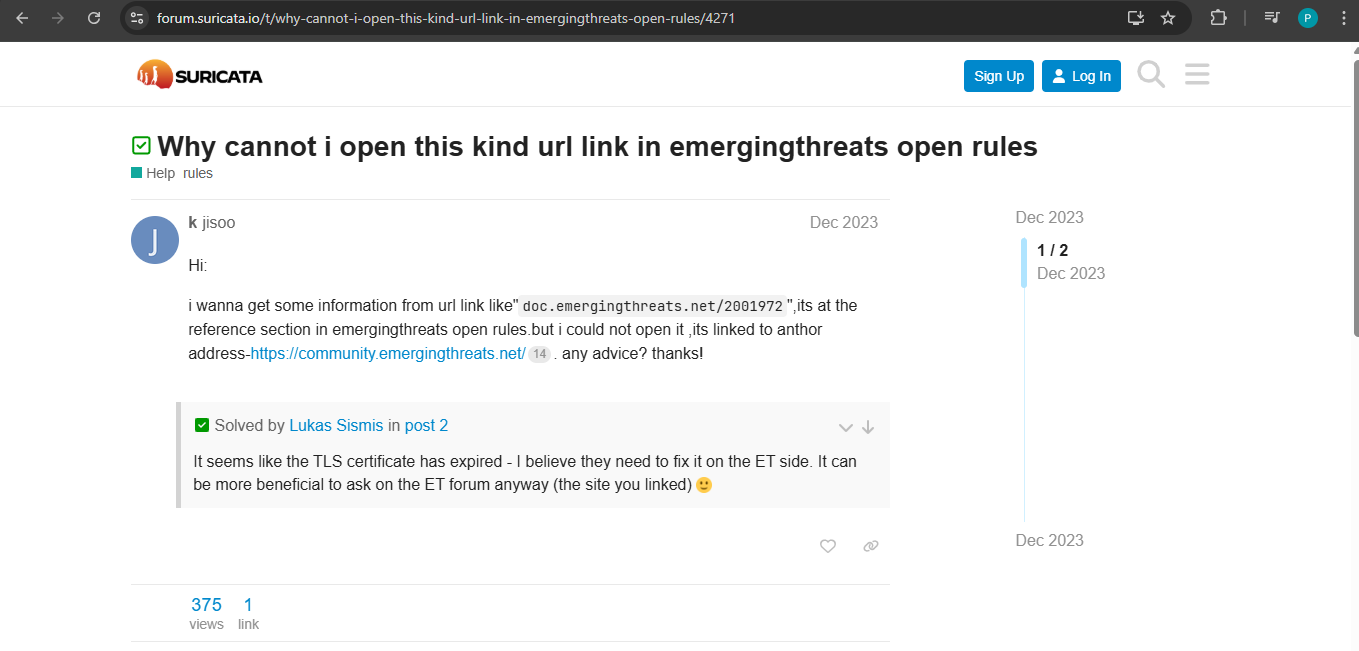 forum.suricata.io/t/why-cannot-i-open-this-kind-url-link-in-emergingthreats-open-rules/4271
P
SURICATA
Sign Up
Log In
Why cannot i open this kind url link in emergingthreats open rules
Help rules
J
k jisoo
Dec 2023
Hi:
i wanna get some information from url link like"doc.emergingthreats.net/2001972",its at the
reference section in emergingthreats open rules.but i could not open it ,its linked to anthor
address-https://community.emergingthreats.net/ 14 . any advice? thanks!
Solved by Lukas Sismis in post 2
It seems like the TLS certificate has expired - I believe they need to fix it on the ET side. It can
be more beneficial to ask on the ET forum anyway (the site you linked) 🙂
375
views
1
link
Dec 2023
1 / 2
Dec 2023
Dec 2023